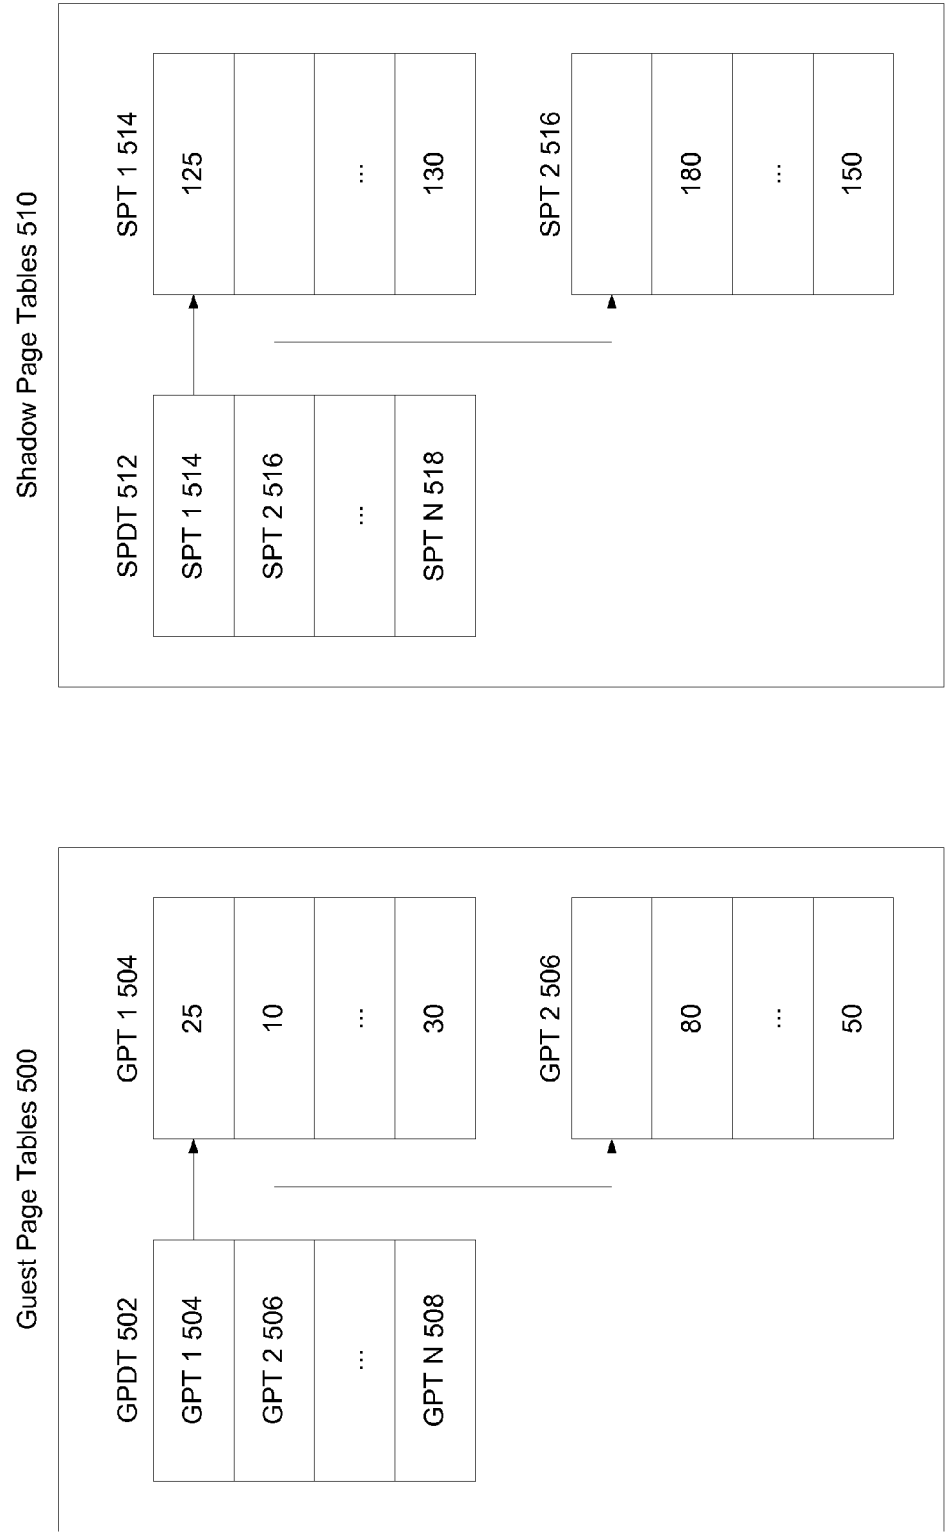 Guest Page Tables 500
GPDT 502
GPT 1 504
GPT 2 506
...
GPT N 508
GPT 1 504
25
10
...
30
GPT 2 506
80
...
50
Shadow Page Tables 510
SPDT 512
SPT 1 514
SPT 2 516
...
SPT N 518
SPT 1 514
125
...
130
SPT 2 516
180
...
150